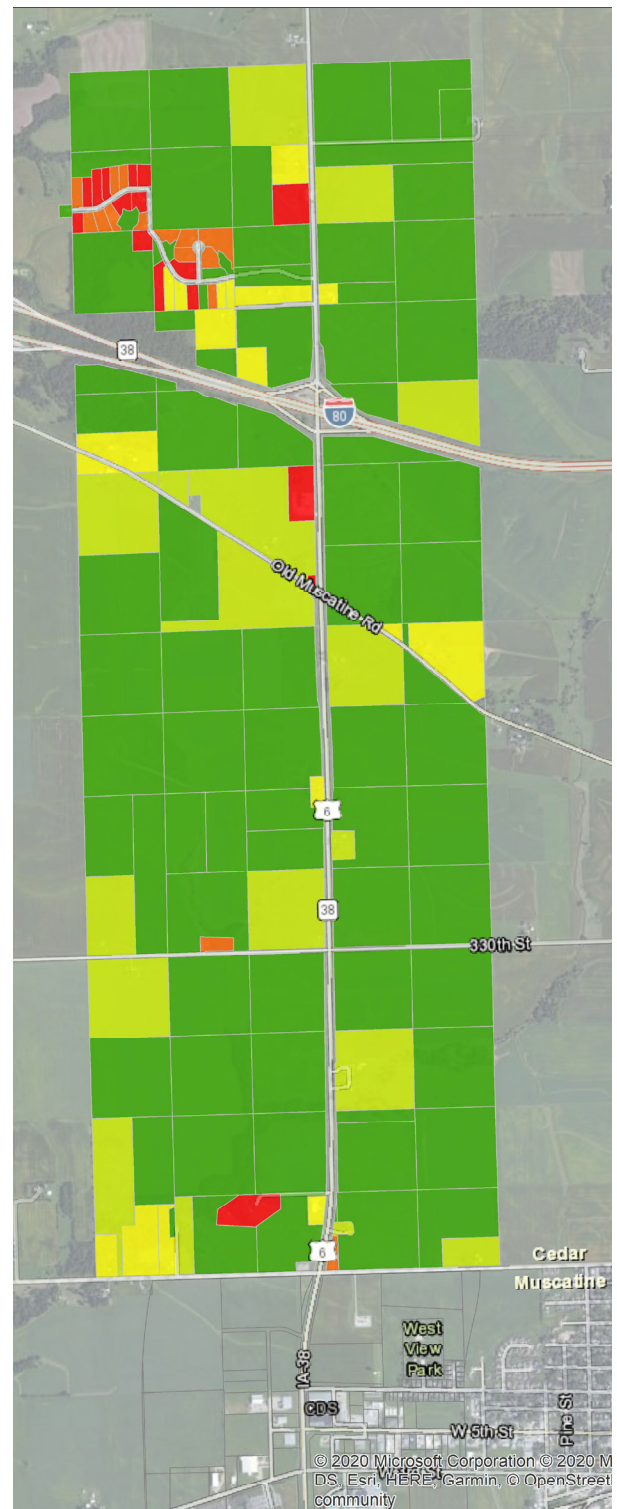 38
80
Old Muscatine Rd
6
38
330th St
6
Cedar
Muscatine
IA-38
West
View
Park
CDS
Pine St
W 5th St
© 2020 Microsoft Corporation © 2020 M
DS, Esri, HERE, Garmin, © OpenStreet
community